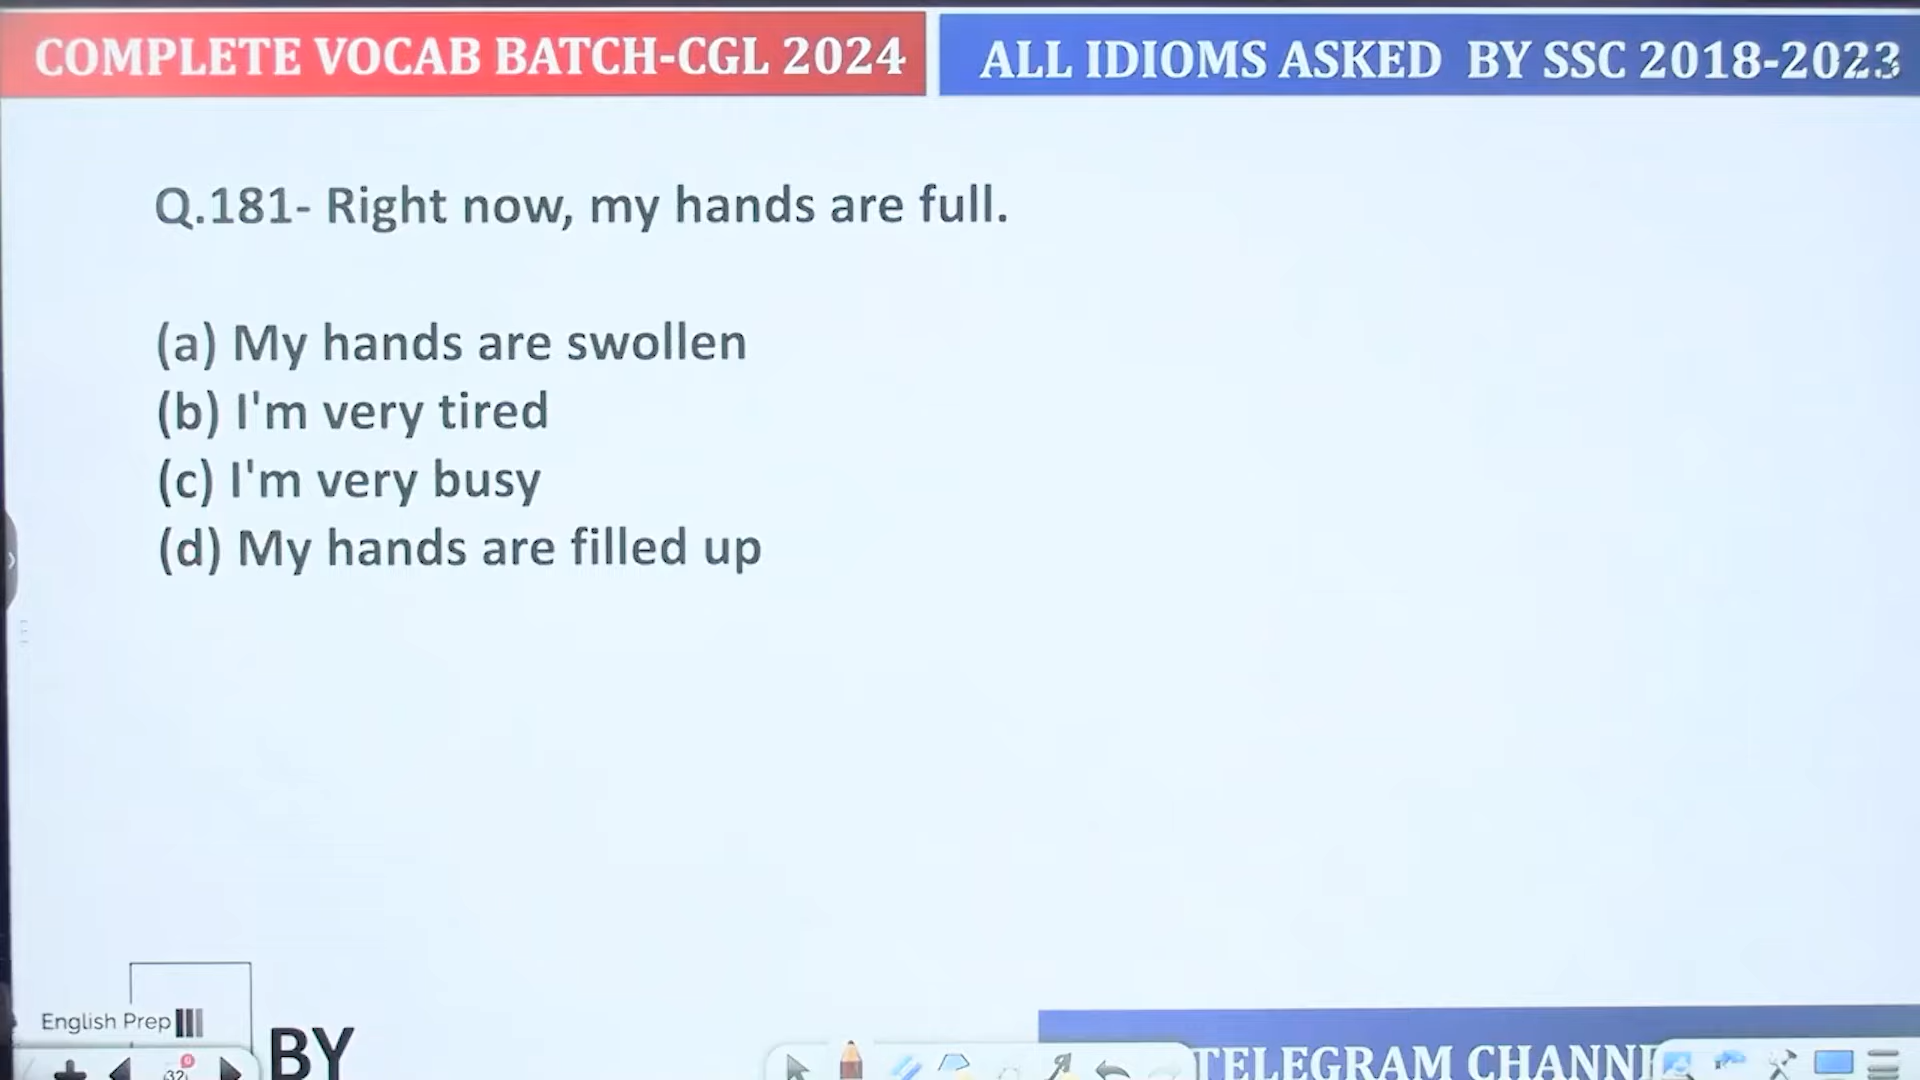 COMPLETE VOCAB BATCH-CGL 2024
ALL IDIOMS ASKED BY SSC 2018-2023
Q.181- Right now, my hands are full.
(a) My hands are swollen
(b) I'm very tired
(c) I'm very busy
(d) My hands are filled up
English Prep
BY
32
TELEGRAM